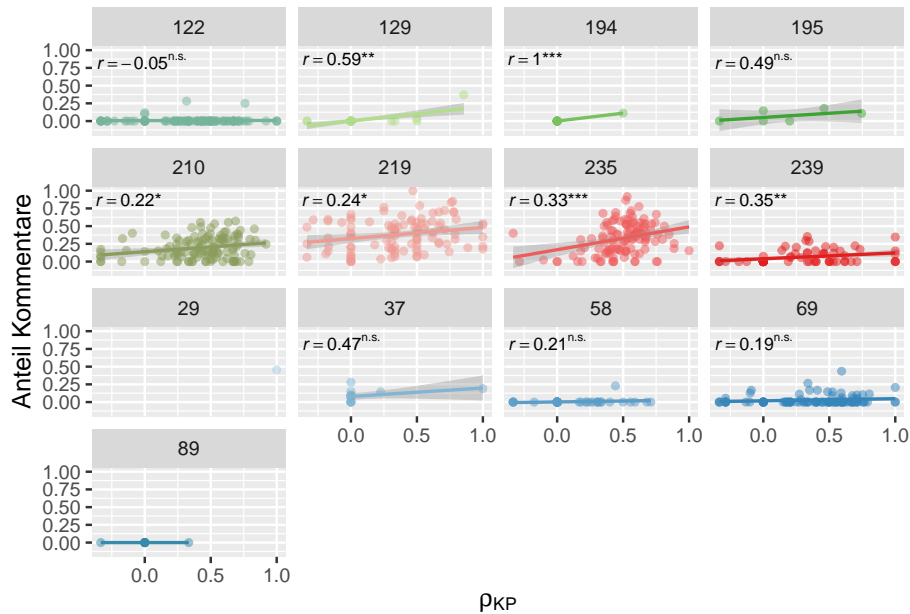 122 129 194 195
1.00 r = −0.05n.s. r = 0.59** r = 1*** r = 0.49n.s.
0.75
0.50
0.25
0.00
210 219 235 239
1.00 r = 0.22* r = 0.24* r = 0.33*** r = 0.35**
0.75
0.50
0.25
0.00
29 37 58 69
1.00 r = 0.47n.s. r = 0.21n.s. r = 0.19n.s.
0.75
0.50
0.25
0.00
0.0 0.5 1.0 0.0 0.5 1.0 0.0 0.5 1.0
89
1.00
0.75
0.50
0.25
0.00
0.0 0.5 1.0
Anteil Kommentare
ρKP